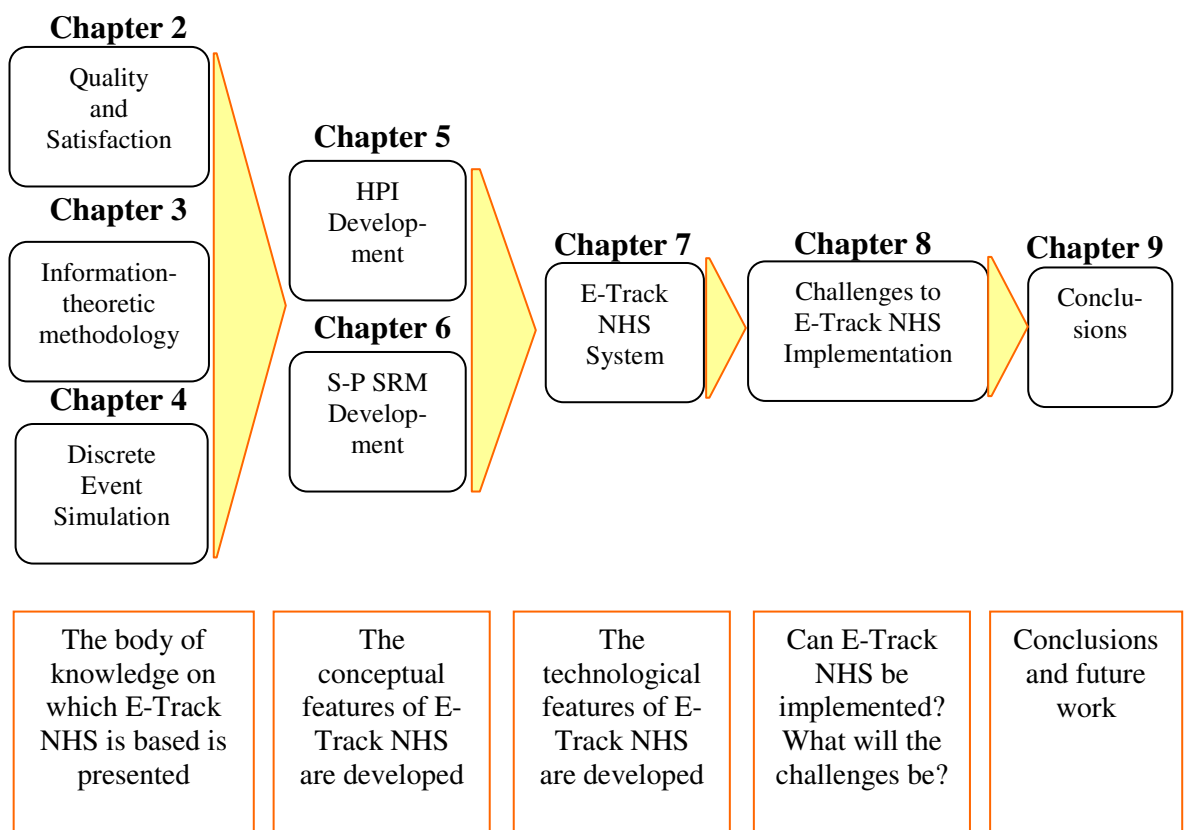 Chapter 2
Quality
and
Satisfaction
Chapter 3
Information-
theoretic
methodology
Chapter 4
Discrete
Event
Simulation
Chapter 5
HPI
Develop-
ment
Chapter 6
S-P SRM
Develop-
ment
Chapter 7
E-Track
NHS
System
Chapter 8
Challenges to
E-Track NHS
Implementation
Chapter 9
Conclu-
sions
The body of
knowledge on
which E-Track
NHS is based is
presented
The
conceptual
features of E-
Track NHS
are developed
The
technological
features of E-
Track NHS
are developed
Can E-Track
NHS be
implemented?
What will the
challenges be?
Conclusions
and future
work